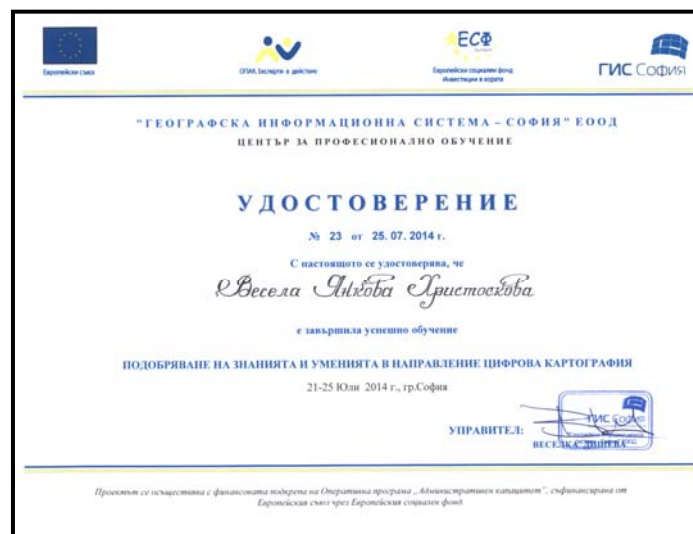 Европейски съюз
ОПАК. Експерти в действие
ЕСФ
Европейски социален фонд
Инвестиции в хората
ГИС София
"ГЕОГРАФСКА ИНФОРМАЦИОННА СИСТЕМА – СОФИЯ" ЕООД
ЦЕНТЪР ЗА ПРОФЕСИОНАЛНО ОБУЧЕНИЕ
УДОСТОВЕРЕНИЕ
№ 23 от 25. 07. 2014 г.
С настоящото се удостоверява, че
Весела Янкова Христоскова
е завършила успешно обучение
ПОДОБРЯВАНЕ НА ЗНАНИЯТА И УМЕНИЯТА В НАПРАВЛЕНИЕ ЦИФРОВА КАРТОГРАФИЯ
21-25 Юли 2014 г., гр.София
ГИС София
УПРАВИТЕЛ:
ВЕСЕЛКА ДИШЕВА
Проектът се осъществява с финансовата подкрепа на Оперативна програма „Административен капацитет", съфинансирана от
Европейския съюз чрез Европейския социален фонд.